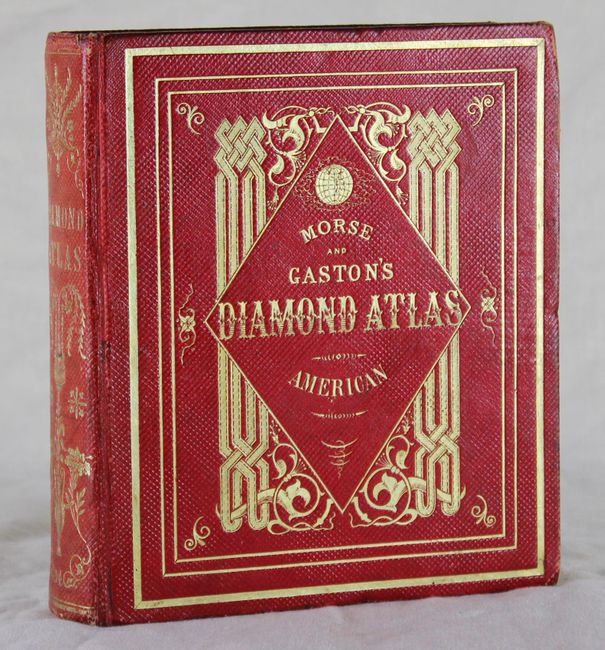 MORSE
AND
GASTON'S
DIAMOND ATLAS
AMERICAN
DIAMOND
ATLAS